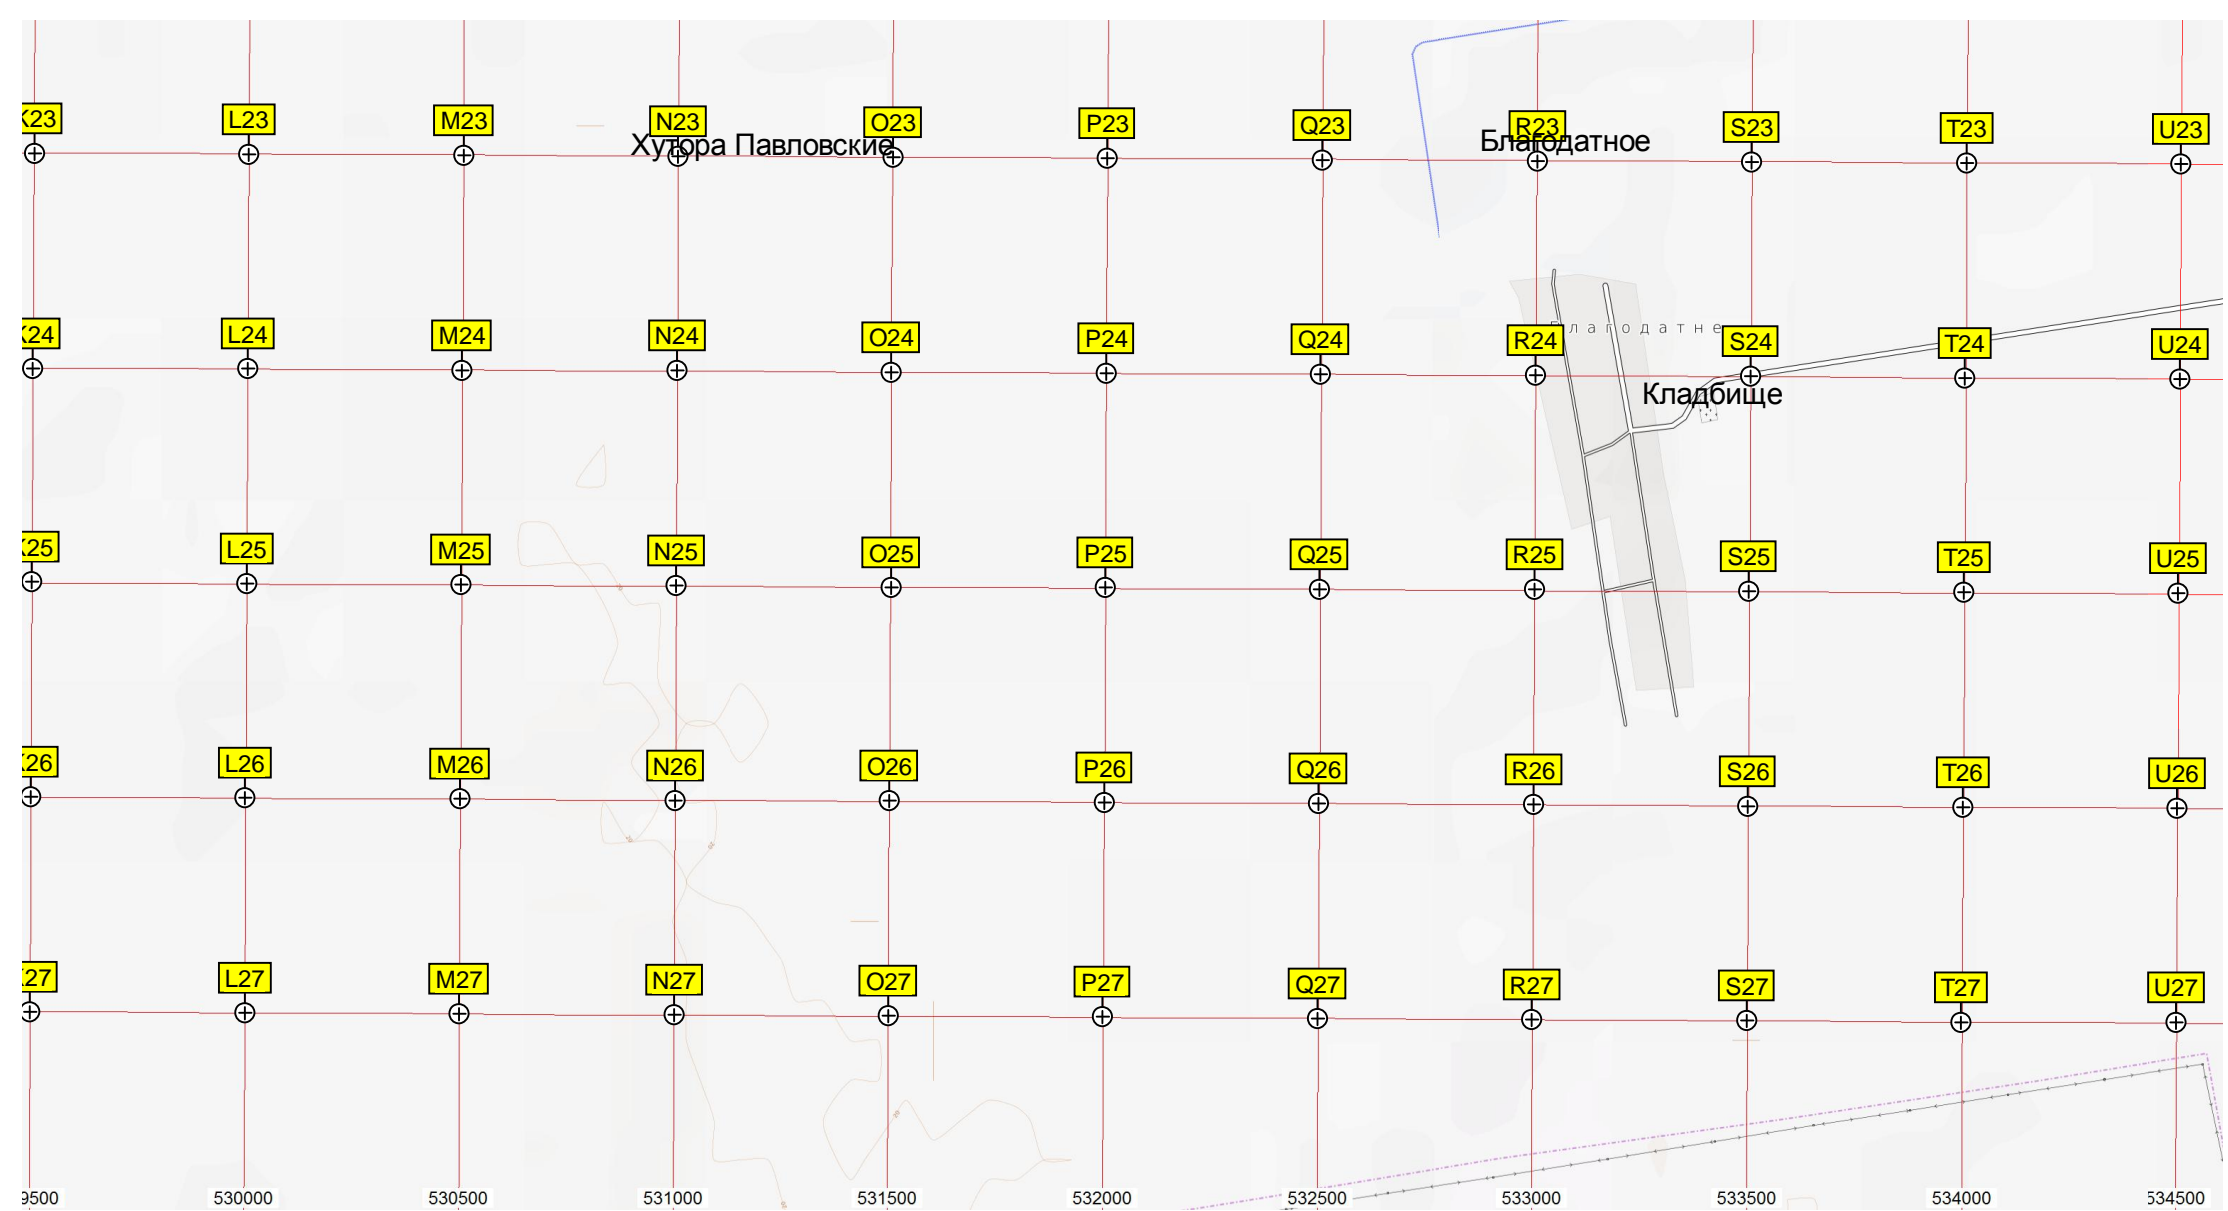 K23 L23 M23 N23 O23 P23 Q23 R23 S23 T23 U23
Хутора Павловские Благодатное
Благодатне
K24 L24 M24 N24 O24 P24 Q24 R24 S24 T24 U24
Кладбище
K25 L25 M25 N25 O25 P25 Q25 R25 S25 T25 U25
K26 L26 M26 N26 O26 P26 Q26 R26 S26 T26 U26
K27 L27 M27 N27 O27 P27 Q27 R27 S27 T27 U27
9500 530000 530500 531000 531500 532000 532500 533000 533500 534000 534500